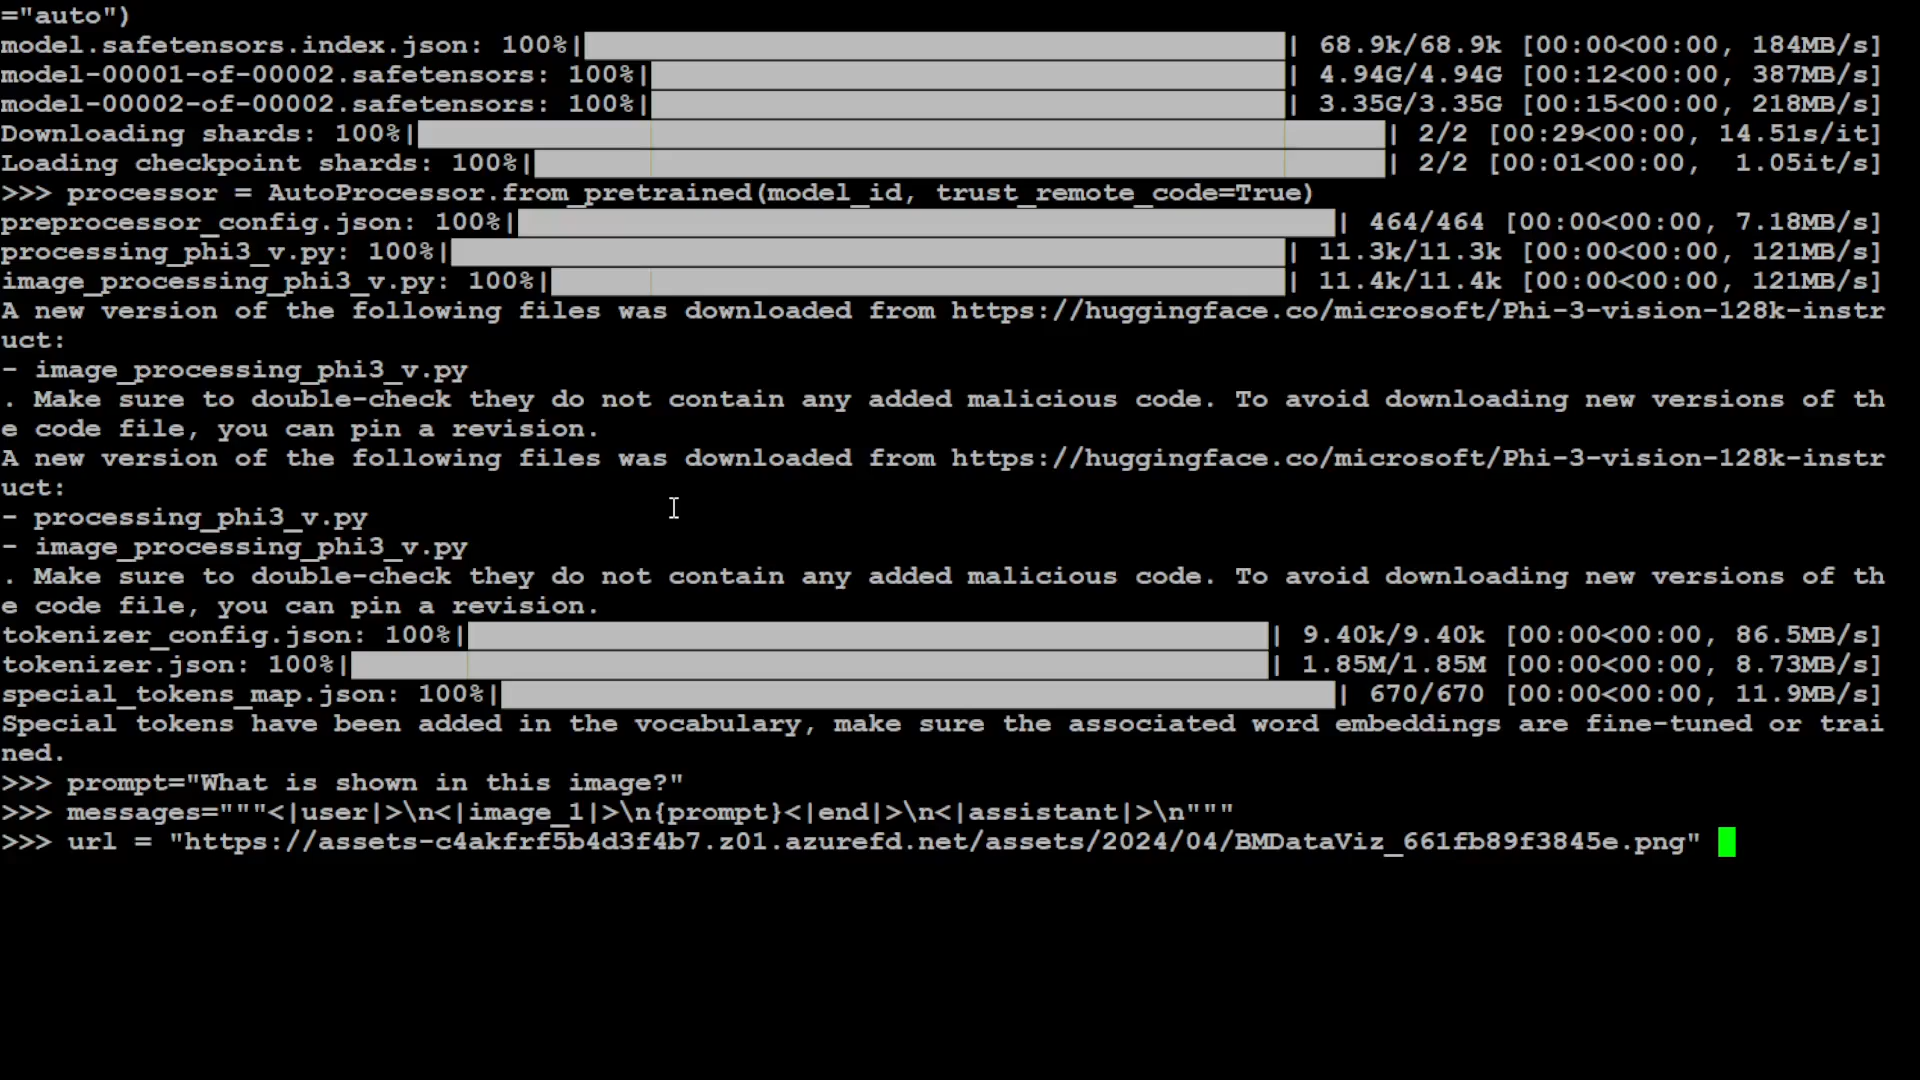 ="auto")
model.safetensors.index.json: 100%|| 68.9k/68.9k [00:00<00:00, 184MB/s]
model-00001-of-00002.safetensors: 100%|| 4.94G/4.94G [00:12<00:00, 387MB/s]
model-00002-of-00002.safetensors: 100%|| 3.35G/3.35G [00:15<00:00, 218MB/s]
Downloading shards: 100%|| 2/2 [00:29<00:00, 14.51s/it]
Loading checkpoint shards: 100%|| 2/2 [00:01<00:00,  1.05it/s]
>>> processor = AutoProcessor.from_pretrained(model_id, trust_remote_code=True)
preprocessor_config.json: 100%|| 464/464 [00:00<00:00, 7.18MB/s]
processing_phi3_v.py: 100%|| 11.3k/11.3k [00:00<00:00, 121MB/s]
image_processing_phi3_v.py: 100%|| 11.4k/11.4k [00:00<00:00, 121MB/s]
A new version of the following files was downloaded from https://huggingface.co/microsoft/Phi-3-vision-128k-instr
uct:
- image_processing_phi3_v.py
. Make sure to double-check they do not contain any added malicious code. To avoid downloading new versions of th
e code file, you can pin a revision.
A new version of the following files was downloaded from https://huggingface.co/microsoft/Phi-3-vision-128k-instr
uct:
- processing_phi3_v.py
- image_processing_phi3_v.py
. Make sure to double-check they do not contain any added malicious code. To avoid downloading new versions of th
e code file, you can pin a revision.
tokenizer_config.json: 100%|| 9.40k/9.40k [00:00<00:00, 86.5MB/s]
tokenizer.json: 100%|| 1.85M/1.85M [00:00<00:00, 8.73MB/s]
special_tokens_map.json: 100%|| 670/670 [00:00<00:00, 11.9MB/s]
Special tokens have been added in the vocabulary, make sure the associated word embeddings are fine-tuned or trai
ned.
>>> prompt="What is shown in this image?"
>>> messages="""<|user|>\n<|image_1|>\n{prompt}<|end|>\n<|assistant|>\n"""
>>> url = "https://assets-c4akfrf5b4d3f4b7.z01.azurefd.net/assets/2024/04/BMDataViz_661fb89f3845e.png"